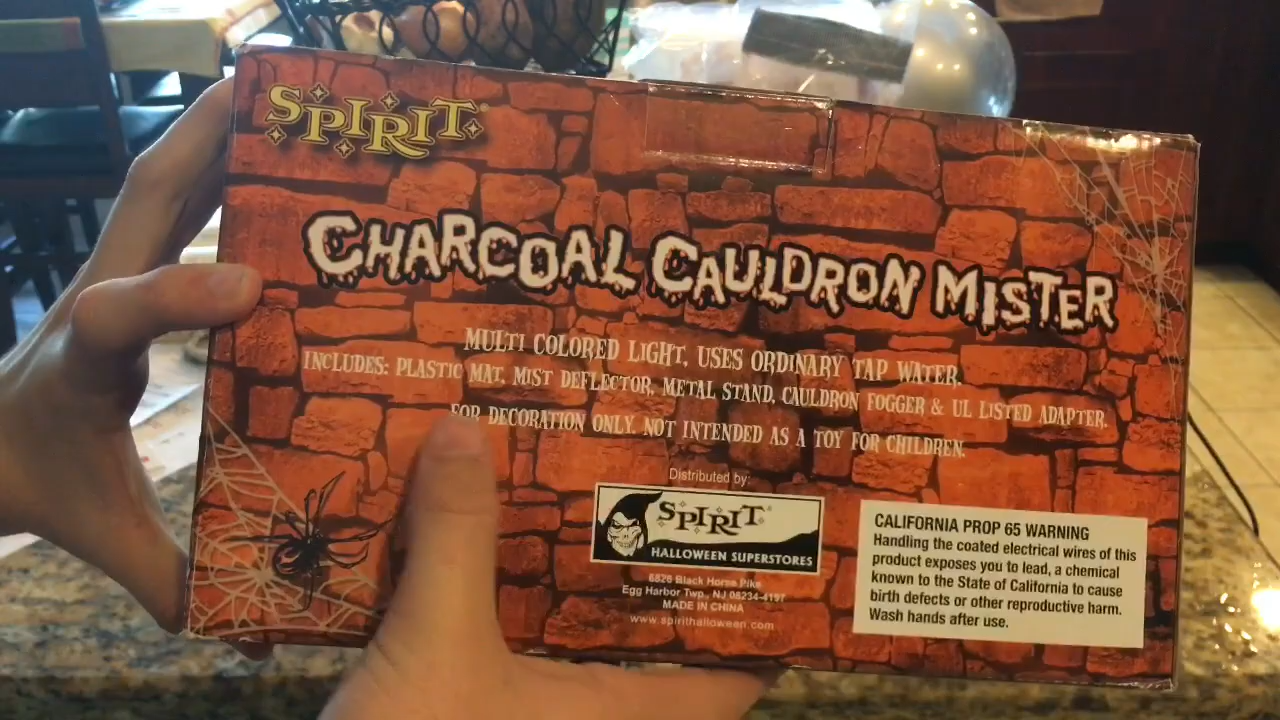 SPIRIT®
CHARCOAL CAULDRON MISTER
MULTI COLORED LIGHT, USES ORDINARY TAP WATER.
INCLUDES: PLASTIC MAT, MIST DEFLECTOR, METAL STAND, CAULDRON FOGGER & UL LISTED ADAPTER.
FOR DECORATION ONLY. NOT INTENDED AS A TOY FOR CHILDREN.
Distributed by:
SPIRIT®
HALLOWEEN SUPERSTORES
6826 Black Horse Pike
Egg Harbor Twp., NJ 08234-4197
MADE IN CHINA
www.spirithalloween.com
CALIFORNIA PROP 65 WARNING
Handling the coated electrical wires of this
product exposes you to lead, a chemical
known to the State of California to cause
birth defects or other reproductive harm.
Wash hands after use.